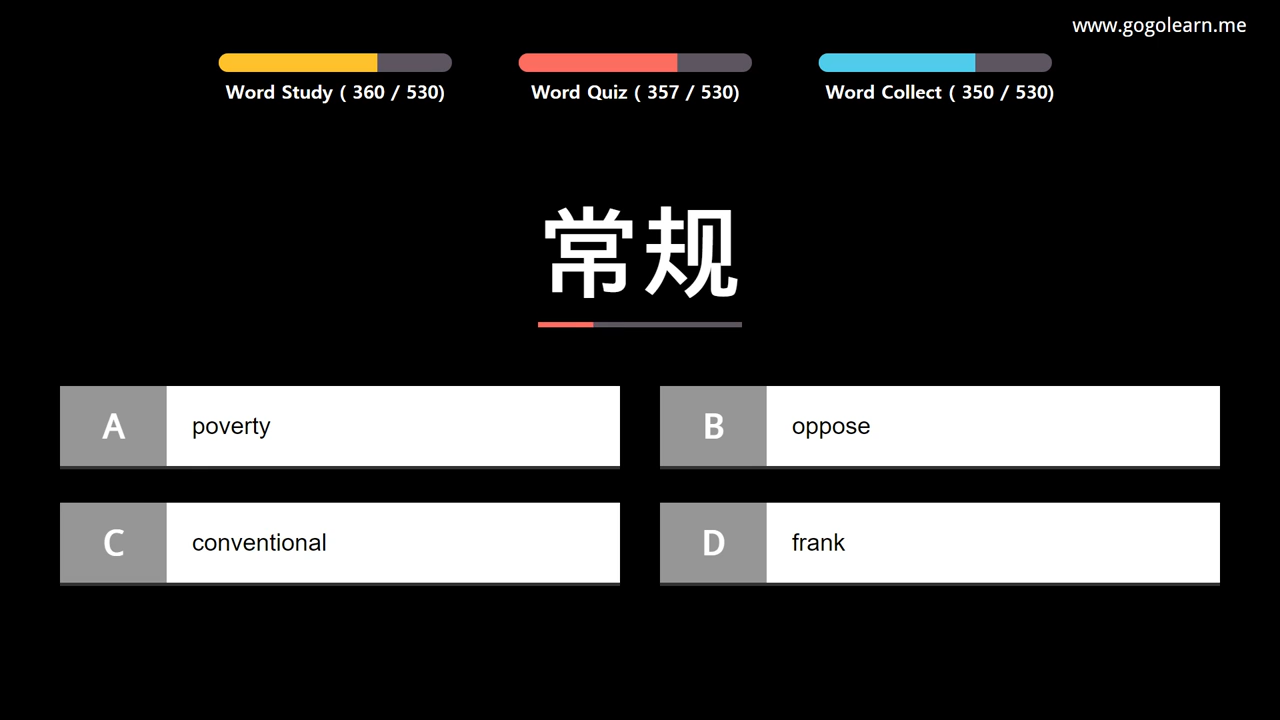 www.gogolearn.me
Word Study ( 360 / 530)
Word Quiz ( 357 / 530)
Word Collect ( 350 / 530)
常规
A poverty
B oppose
C conventional
D frank